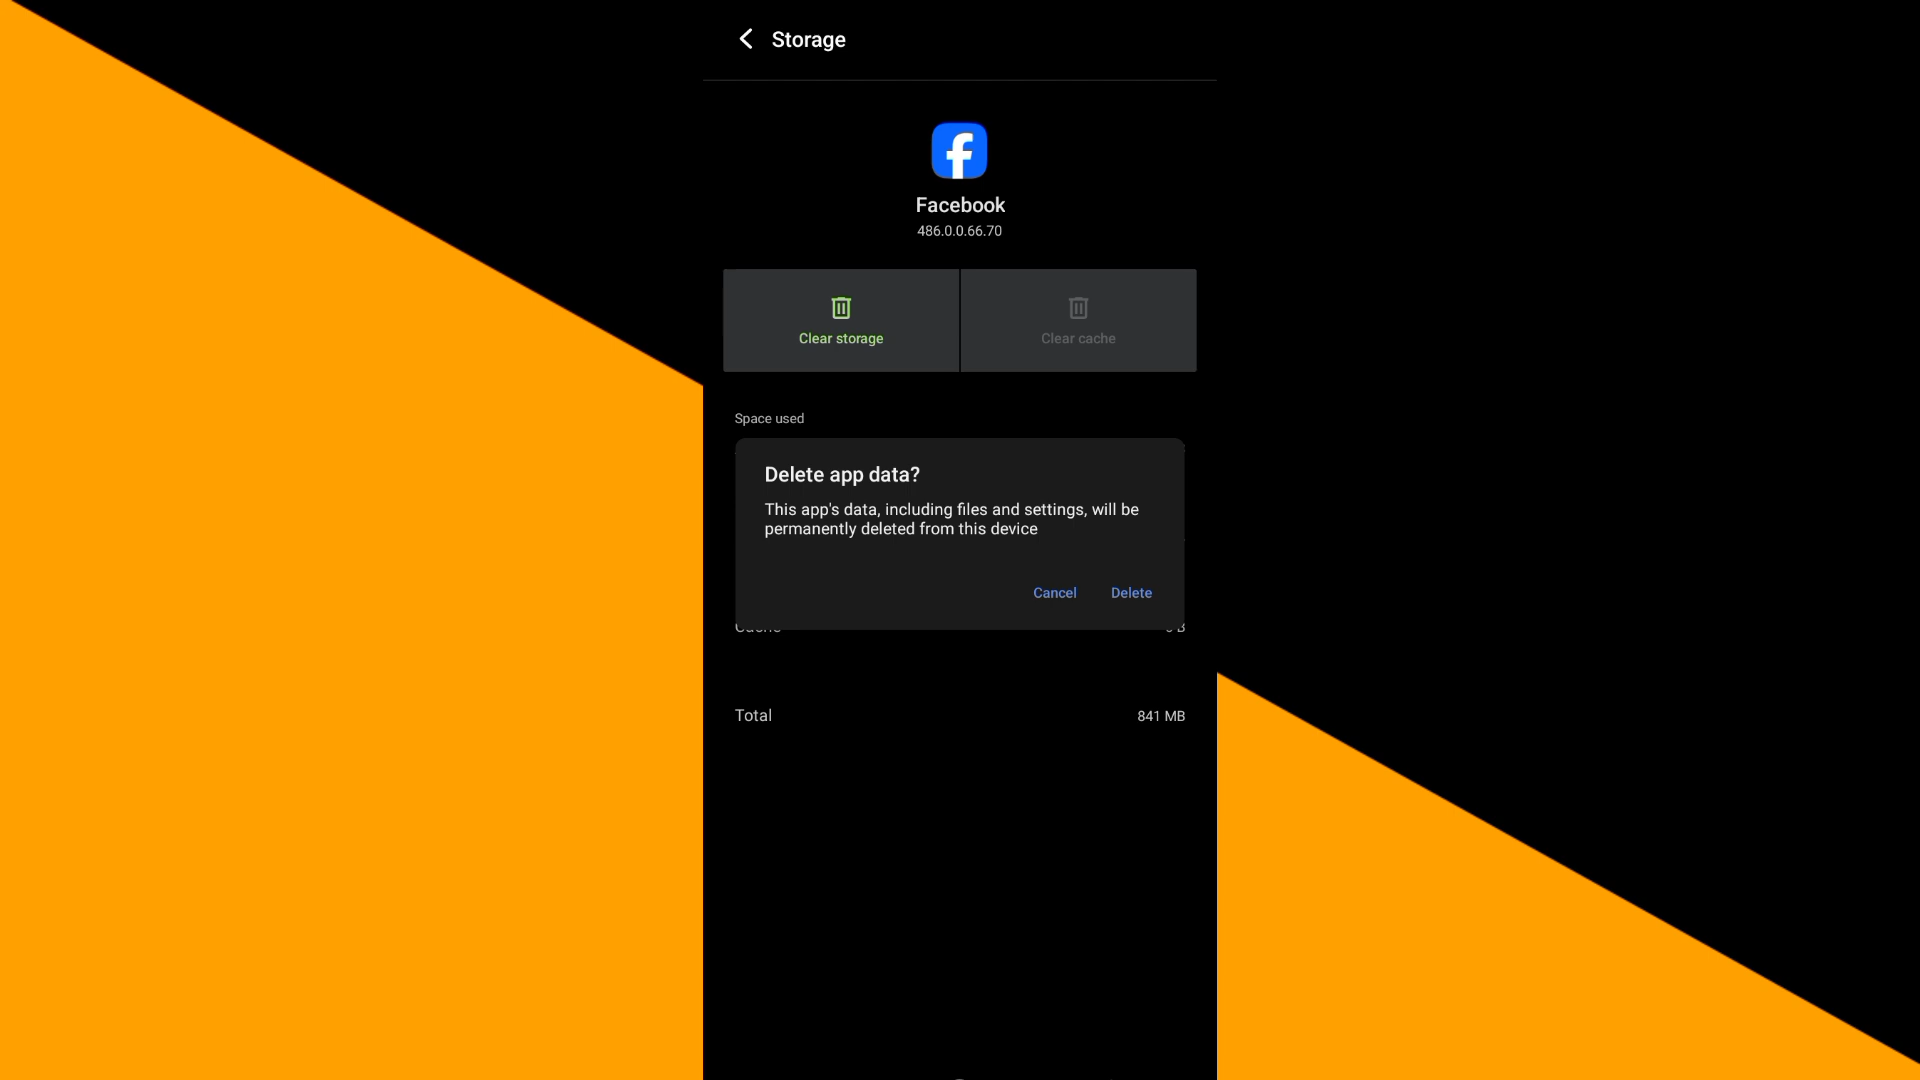 Storage
Facebook
486.0.0.66.70
Clear storage
Clear cache
Space used
Delete app data?
This app's data, including files and settings, will be
permanently deleted from this device
Cancel
Delete
Total
841 MB